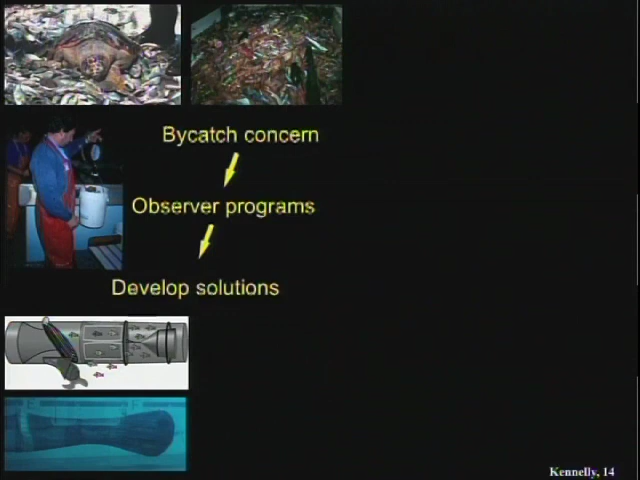 Bycatch concern
Observer programs
Develop solutions
Kennelly, 14